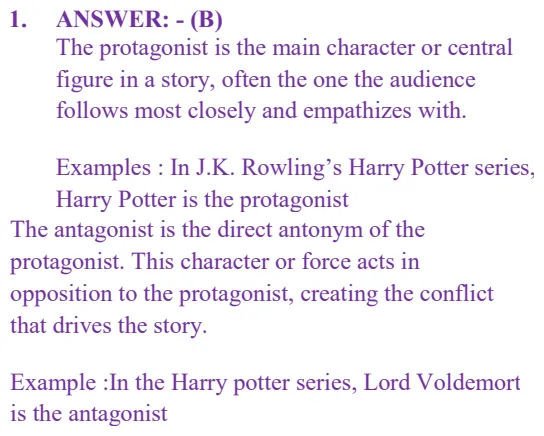 1. ANSWER: - (B)
The protagonist is the main character or central
figure in a story, often the one the audience
follows most closely and empathizes with.
Examples : In J.K. Rowling’s Harry Potter series,
Harry Potter is the protagonist
The antagonist is the direct antonym of the
protagonist. This character or force acts in
opposition to the protagonist, creating the conflict
that drives the story.
Example :In the Harry potter series, Lord Voldemort
is the antagonist